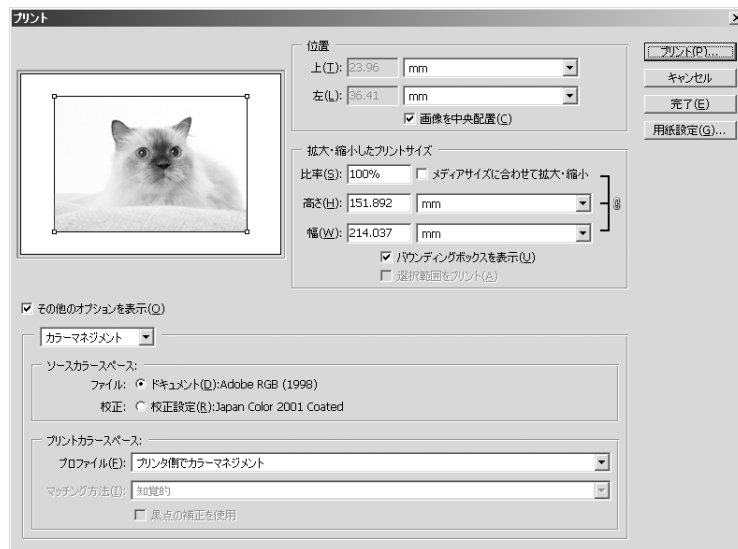 プリント
位置
上(T): 23.96 mm
左(L): 36.41 mm
画像を中央配置(C)
プリント(P)...
キャンセル
完了(E)
用紙設定(G)...
拡大・縮小したプリントサイズ
比率(S): 100% メディアサイズに合わせて拡大・縮小
高さ(H): 151.892 mm
幅(W): 214.037 mm
バウンディングボックスを表示(U)
選択範囲をプリント(A)
その他のオプションを表示(O)
カラーマネジメント
ソースカラースペース:
ファイル: ドキュメント(D):Adobe RGB (1998)
校正: 校正設定(R):Japan Color 2001 Coated
プリントカラースペース:
プロファイル(F): プリンタ側でカラーマネジメント
マッチング方法(I): 知覚的
黒点の補正を使用